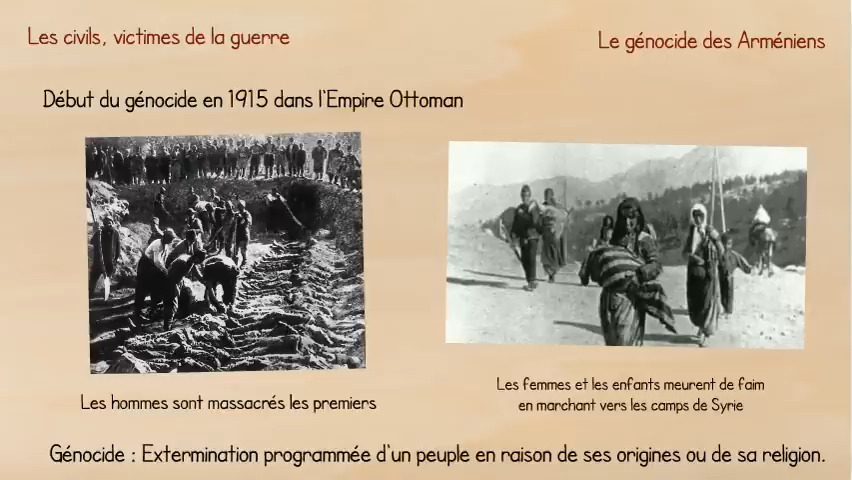 Les civils, victimes de la guerre
Le génocide des Arméniens
Début du génocide en 1915 dans l'Empire Ottoman
Les hommes sont massacrés les premiers
Les femmes et les enfants meurent de faim
en marchant vers les camps de Syrie
Génocide : Extermination programmée d'un peuple en raison de ses origines ou de sa religion.